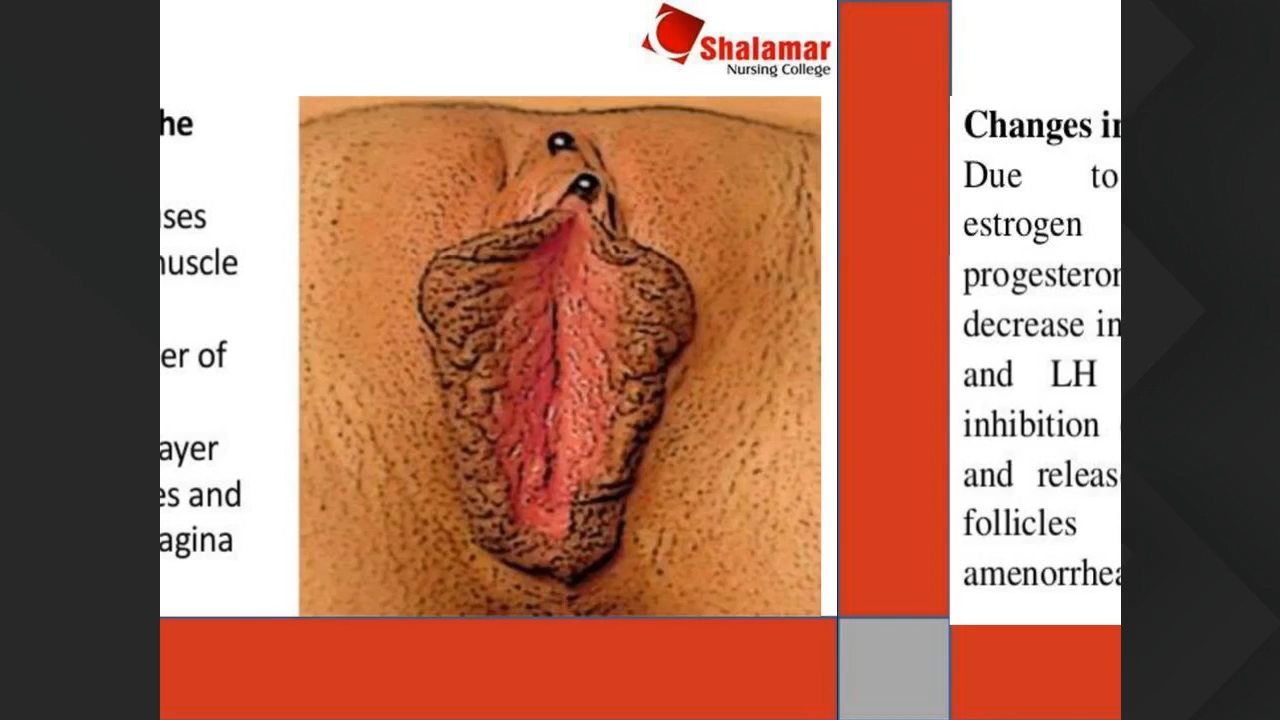 Shalamar
Nursing College
he
ses
uscle
er of
ayer
es and
agina
Changes in
Due to
estrogen
progesteron
decrease in
and LH
inhibition
and releas
follicles
amenorrhea